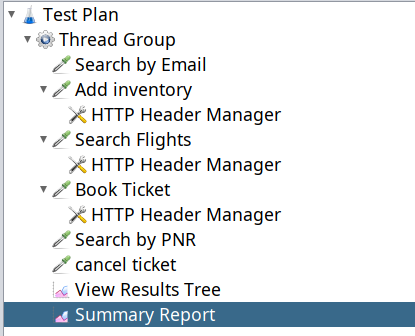 Test Plan
Thread Group
Search by Email
Add inventory
HTTP Header Manager
Search Flights
HTTP Header Manager
Book Ticket
HTTP Header Manager
Search by PNR
cancel ticket
View Results Tree
Summary Report